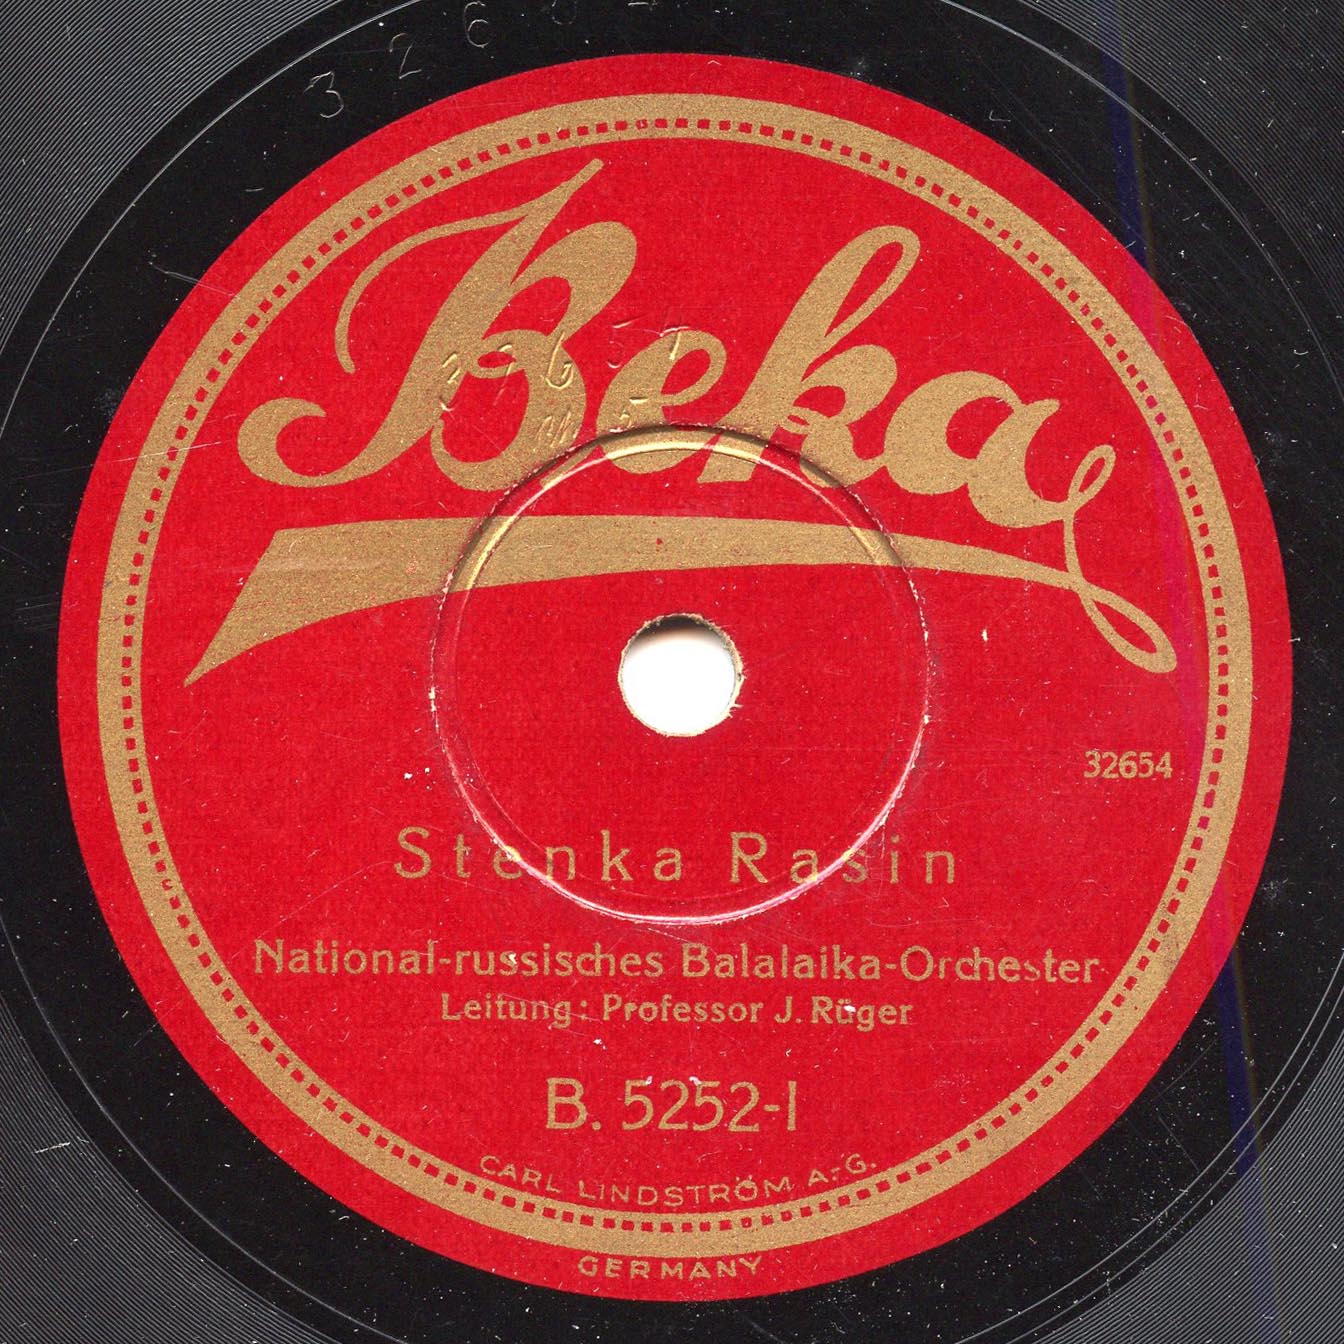 Beka
32654
Stenka Rasin
National-russisches Balalaika-Orchester
Leitung: Professor J. Rüger
B. 5252-I
CARL LINDSTRÖM A.-G.
GERMANY